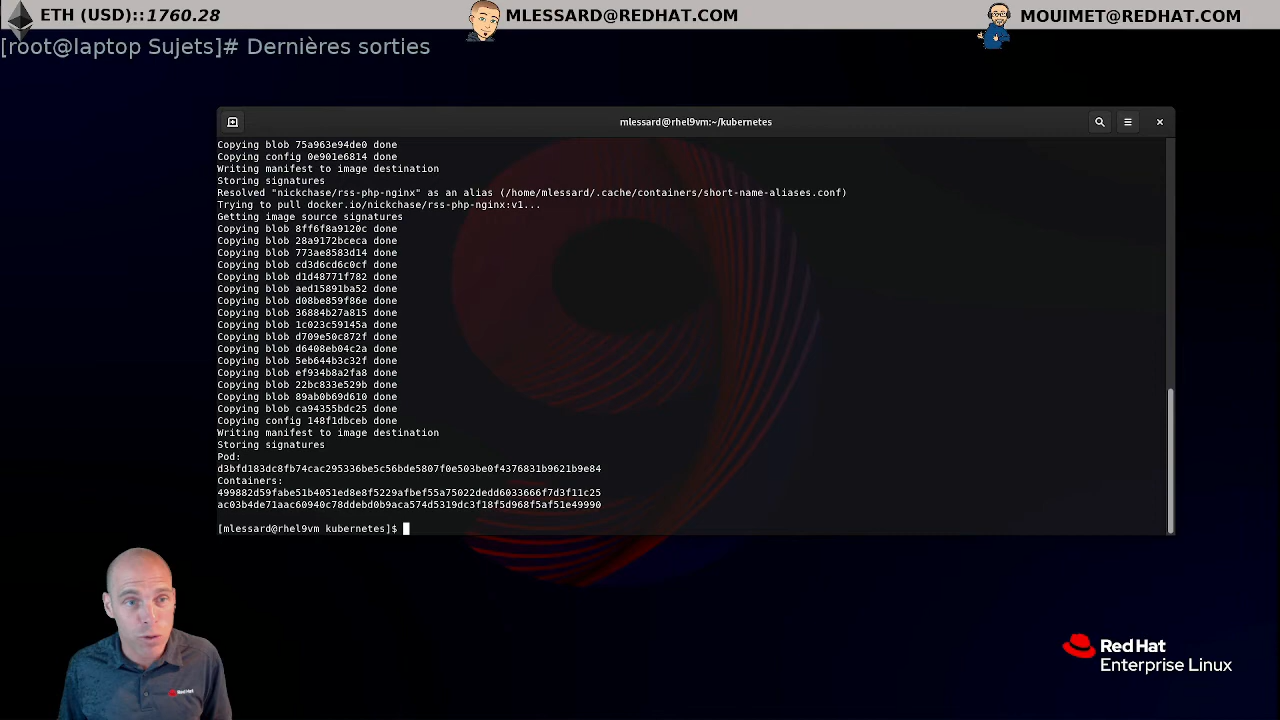 ETH (USD)::1760.28
MLESSARD@REDHAT.COM
MOUIMET@REDHAT.COM
[root@laptop Sujets]# Dernières sorties
mlessard@rhel9vm:~/kubernetes
Copying blob 75a963e94de0 done
Copying config 0e901e6814 done
Writing manifest to image destination
Storing signatures
Resolved "nickchase/rss-php-nginx" as an alias (/home/mlessard/.cache/containers/short-name-aliases.conf)
Trying to pull docker.io/nickchase/rss-php-nginx:v1...
Getting image source signatures
Copying blob 8ff6f8a9120c done
Copying blob 28a9172bceca done
Copying blob 773ae8583d14 done
Copying blob cd3d6cd6c0cf done
Copying blob d1d48771f782 done
Copying blob aed15891ba52 done
Copying blob d08be859f86e done
Copying blob 36884b27a815 done
Copying blob 1c023c59145a done
Copying blob d709e50c872f done
Copying blob d6408eb04c2a done
Copying blob 5eb644b3c32f done
Copying blob ef934b8a2fa8 done
Copying blob 22bc833e529b done
Copying blob 89ab0b69d610 done
Copying blob ca94355bdc25 done
Copying config 148f1dbceb done
Writing manifest to image destination
Storing signatures
Pod:
d3bfd183dc8fb74cac295336be5c56bde5807f0e503be0f4376831b9621b9e84
Containers:
499882d59fabe51b4051ed8e8f5229afbef55a75022dedd6033666f7d3f11c25
ac03b4de71aac60940c78ddebd0b9aca574d5319dc3f18f5d968f5af51e49990
[mlessard@rhel9vm kubernetes]$
RedHat
Red Hat
Enterprise Linux